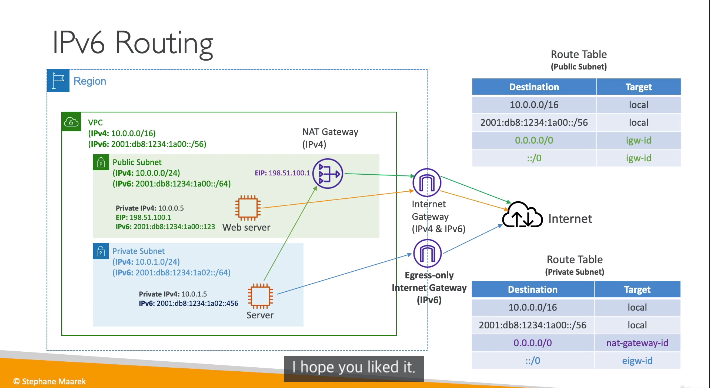 IPv6 Routing
Region
VPC
(IPv4: 10.0.0.0/16)
(IPv6: 2001:db8:1234:1a00::/56)
Public Subnet
(IPv4: 10.0.0.0/24)
(IPv6: 2001:db8:1234:1a00::/64)
Private IPv4: 10.0.0.5
EIP: 198.51.100.1
IPv6: 2001:db8:1234:1a00::123
Web server
NAT Gateway
(IPv4)
EIP: 198.51.100.1
Private Subnet
(IPv4: 10.0.1.0/24)
(IPv6: 2001:db8:1234:1a02::/64)
Private IPv4: 10.0.1.5
IPv6: 2001:db8:1234:1a02::456
Server
Internet
Gateway
(IPv4 & IPv6)
Egress-only
Internet Gateway
(IPv6)
Internet
Route Table
(Public Subnet)
Destination Target
10.0.0.0/16 local
2001:db8:1234:1a00::/56 local
0.0.0.0/0 igw-id
::/0 igw-id
Route Table
(Private Subnet)
Destination Target
10.0.0.0/16 local
2001:db8:1234:1a00::/56 local
0.0.0.0/0 nat-gateway-id
::/0 eigw-id
I hope you liked it.
© Stephane Maarek